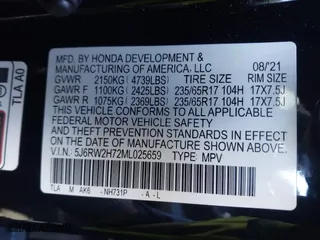 TLA A0
MFD. BY HONDA DEVELOPMENT & 08/'21
MANUFACTURING OF AMERICA, LLC
GVWR 2150KG (4739LBS) TIRE SIZE RIM SIZE
GAWR F 1100KG (2425LBS) 235/65R17 104H 17X7.5J
GAWR R 1075KG (2369LBS) 235/65R17 104H 17X7.5J
THIS VEHICLE CONFORMS TO ALL APPLICABLE
FEDERAL MOTOR VEHICLE SAFETY AND
THEFT PREVENTION STANDARDS IN EFFECT ON
THE DATE OF MANUFACTURE SHOWN ABOVE.
V.I.N.: 5J6RW2H72ML025659 TYPE: MPV
TLA M AK6 NH731P - A - L